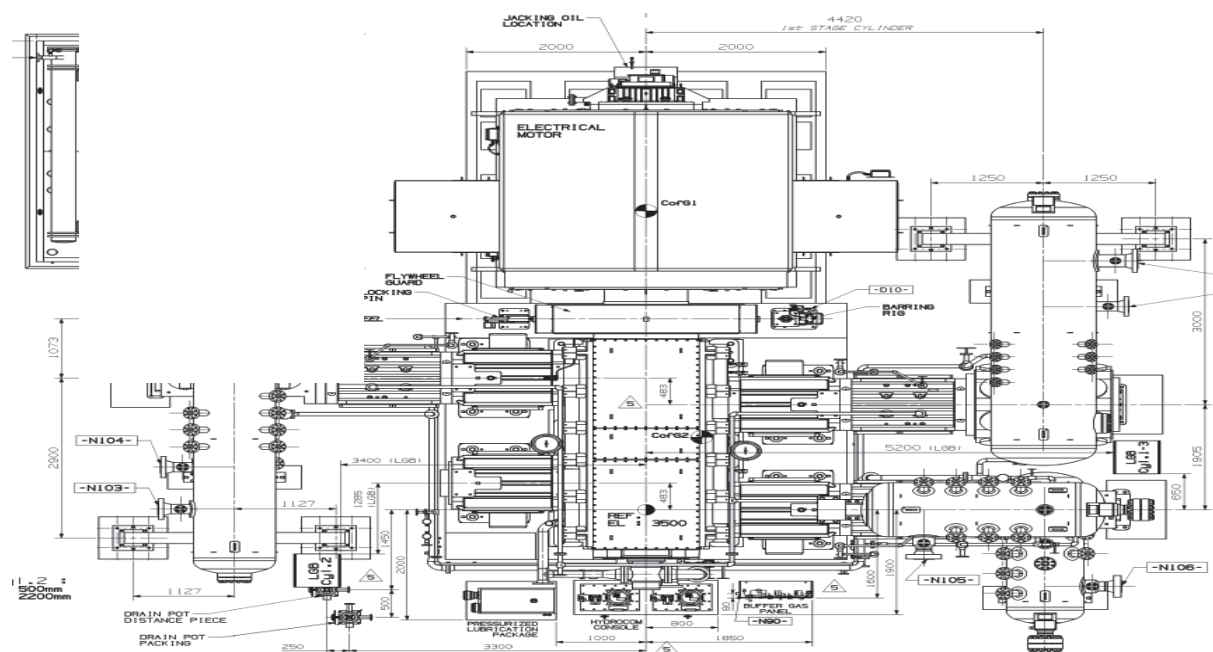 JACKING OIL
LOCATION
4420
1st STAGE CYLINDER
2000
2000
ELECTRICAL
MOTOR
CofG1
1250
1250
3000
FLYWHEEL
GUARD
LOCKING
PIN
-D10-
BARRING
RIG
1073
483
5
CofG2
2900
-N104-
3400 (LGB)
5200 (LGB)
LGB
Cyl.1-3
1905
650
-N103-
1127
1285
(LGB)
483
REF
EL : 3500
1450
2000
1600
1900
-N105-
-N106-
LGB
Cyl.2
5
5
1.2
500mm
2200mm
1127
500
DRAIN POT
DISTANCE PIECE
DRAIN POT
PACKING
PRESSURIZED
LUBRICATION
PACKAGE
HYDROCOM
CONSOLE
BUFFER GAS
PANEL
-N90-
800
1000
1850
250
3300
5